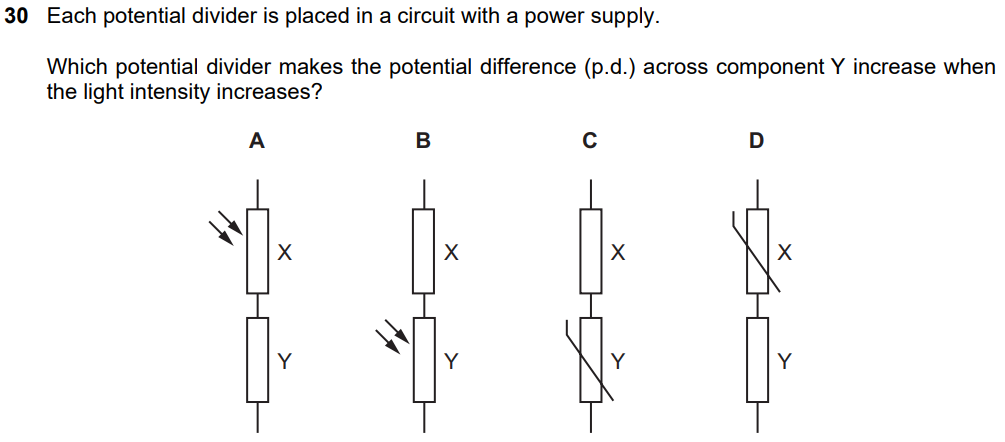 30 Each potential divider is placed in a circuit with a power supply.
Which potential divider makes the potential difference (p.d.) across component Y increase when
the light intensity increases?
A B C D
X X X X
Y Y Y Y